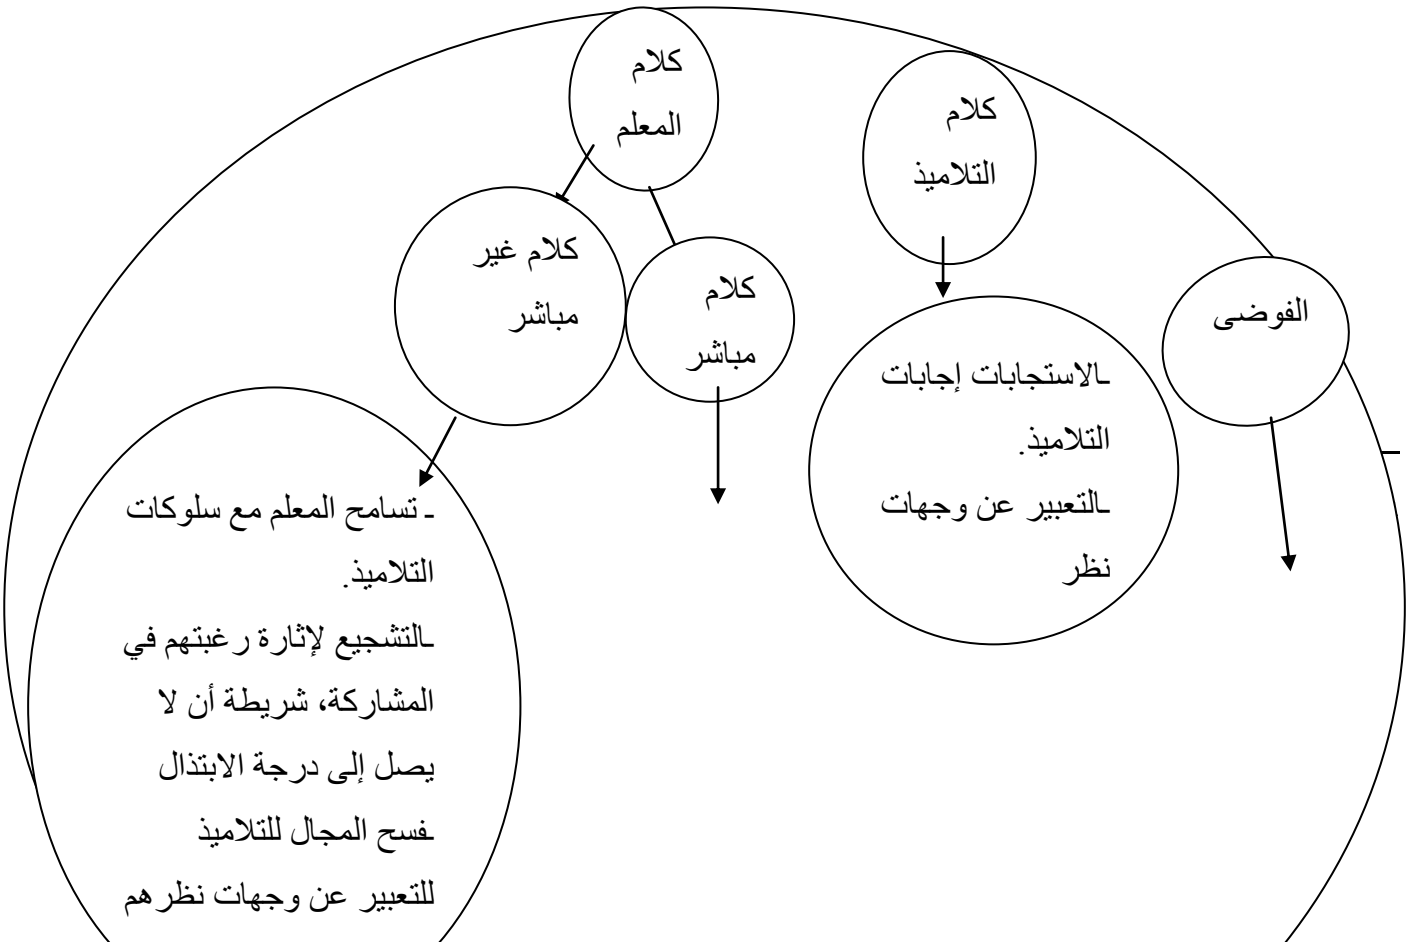 كلام
المعلم
كلام
التلاميذ
الفوضى
كلام غير
مباشر
كلام
مباشر
ـالاستجابات إجابات
التلاميذ.
ـالتعبير عن وجهات
نظر
ـ تسامح المعلم مع سلوكات
التلاميذ.
ـالتشجيع لإثارة رغبتهم في
المشاركة، شريطة أن لا
يصل إلى درجة الابتذال
ـفسح المجال للتلاميذ
للتعبير عن وجهات نظرهم